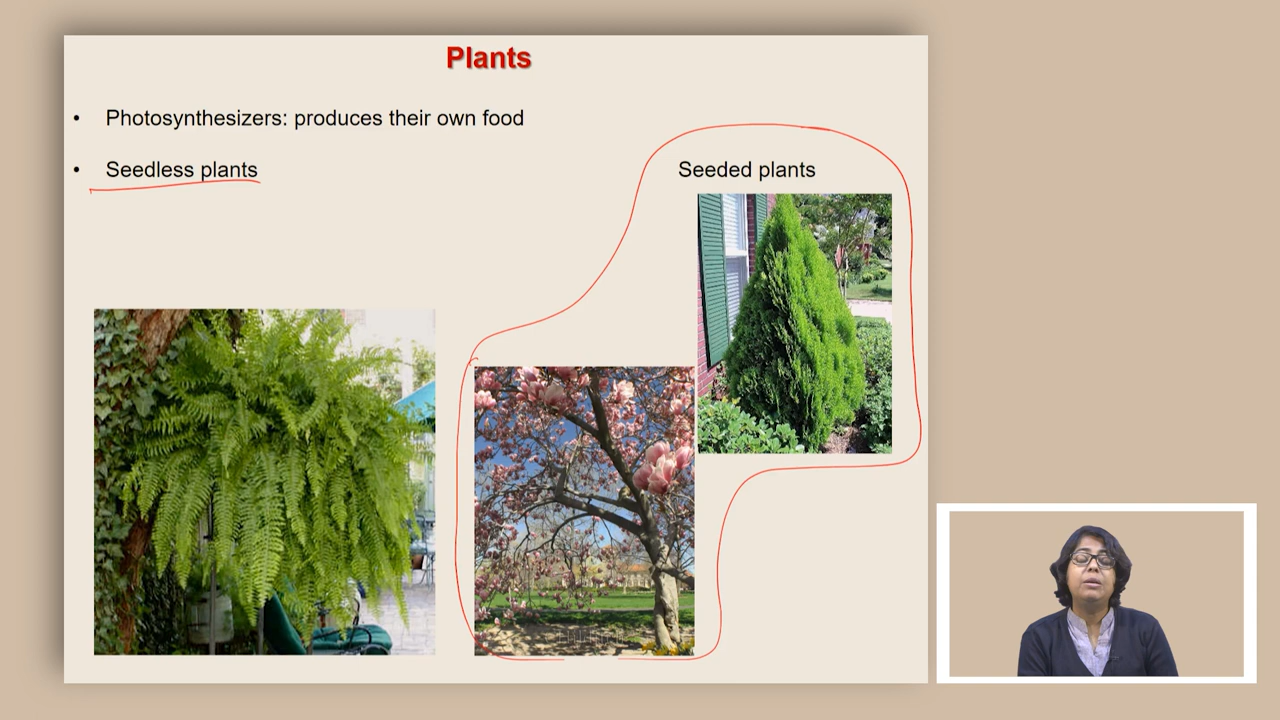 Plants
• Photosynthesizers: produces their own food
• Seedless plants
Seeded plants